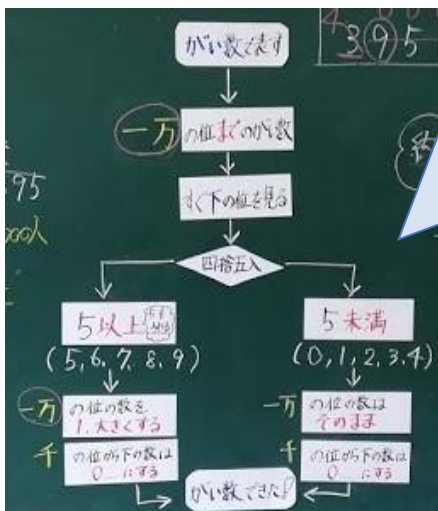 がい数で表す
395
一万の位までのがい数
すぐ下の位を見る
95
四捨五入
5以上
5未満
(5,6,7,8,9)
(0,1,2,3,4)
一万の位の数を
1大きくする
一万の位の数は
そのまま
千の位から下の数は
0にする
千の位から下の数は
0にする
がい数できた!